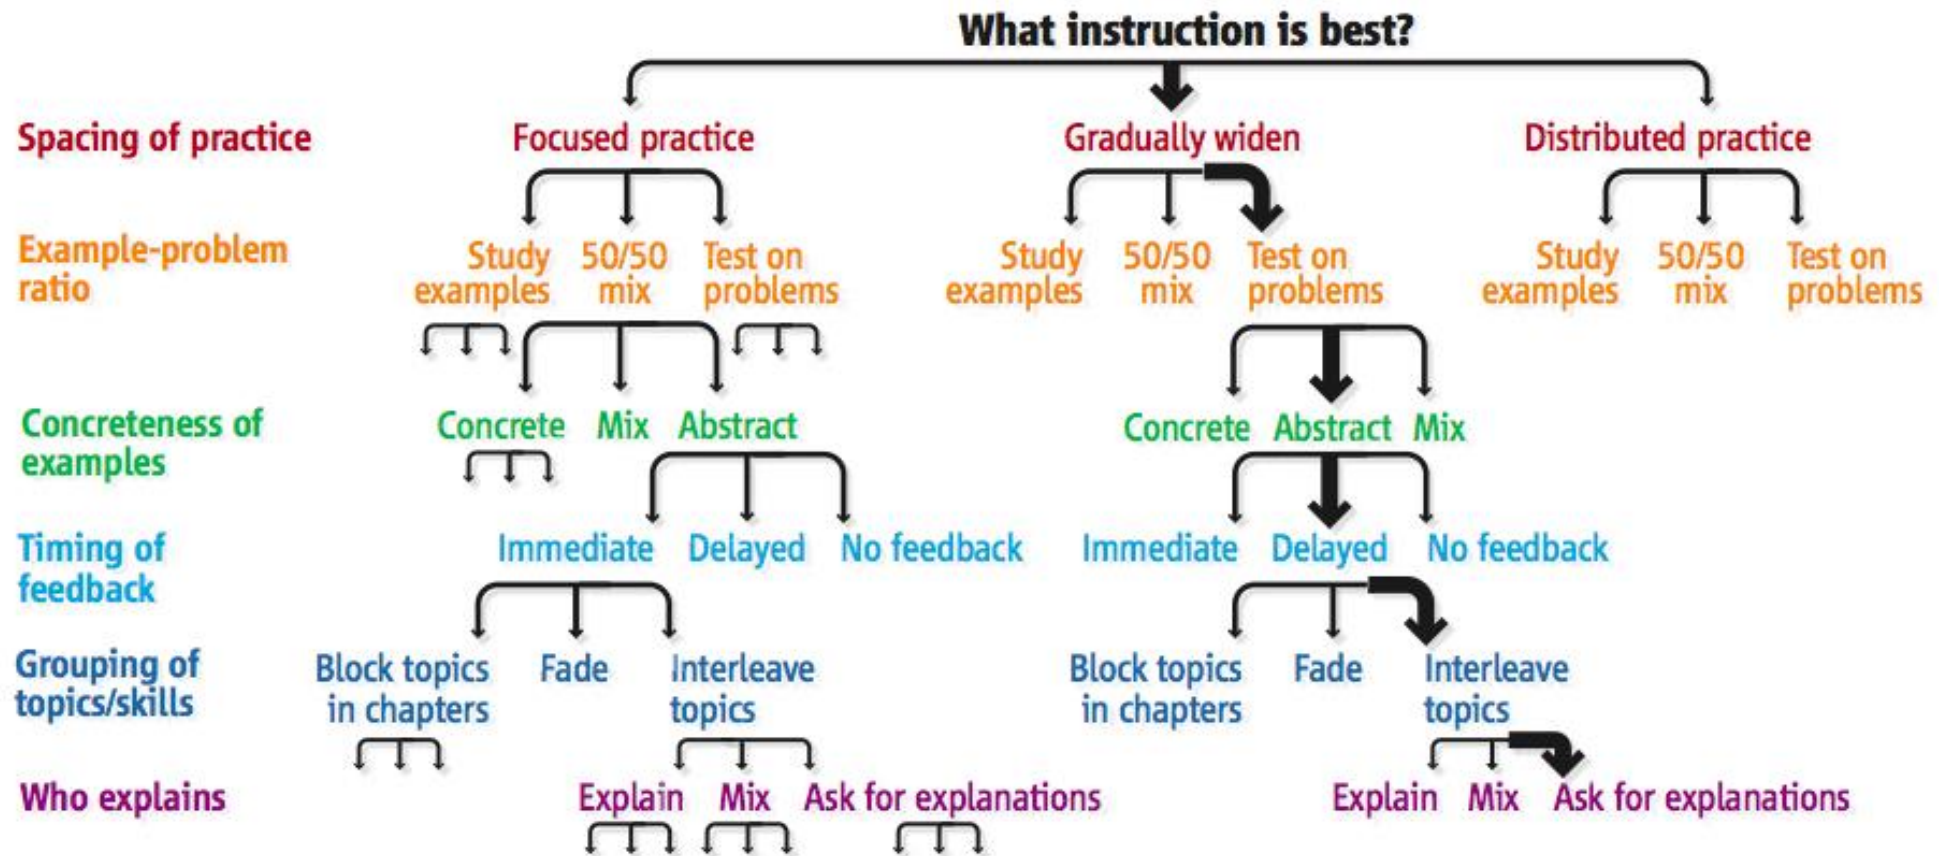 What instruction is best?
Spacing of practice
Focused practice
Gradually widen
Distributed practice
Example-problem
ratio
Study
examples
50/50
mix
Test on
problems
Study
examples
50/50
mix
Test on
problems
Study
examples
50/50
mix
Test on
problems
Concreteness of
examples
Concrete
Mix
Abstract
Concrete
Abstract
Mix
Timing of
feedback
Immediate
Delayed
No feedback
Immediate
Delayed
No feedback
Grouping of
topics/skills
Block topics
in chapters
Fade
Interleave
topics
Block topics
in chapters
Fade
Interleave
topics
Who explains
Explain
Mix
Ask for explanations
Explain
Mix
Ask for explanations